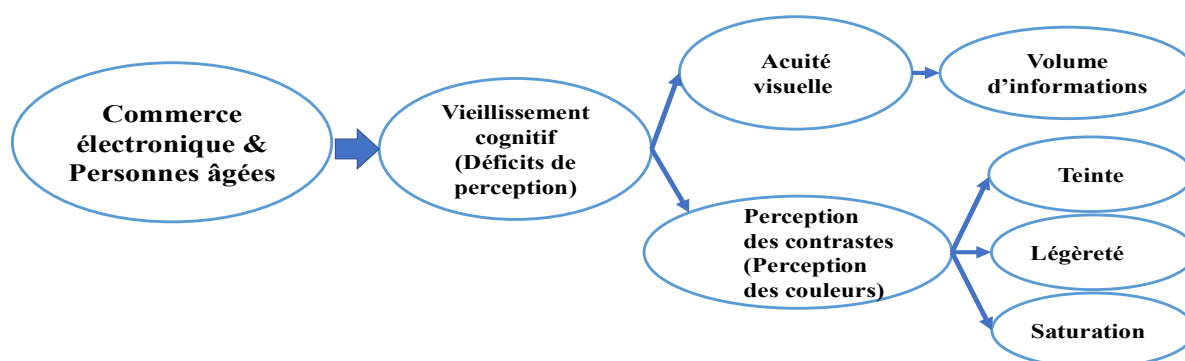 Commerce
électronique &
Personnes âgées
Vieillissement
cognitif
(Déficits de
perception)
Acuité
visuelle
Volume
d'informations
Perception
des contrastes
(Perception
des couleurs)
Teinte
Légèreté
Saturation